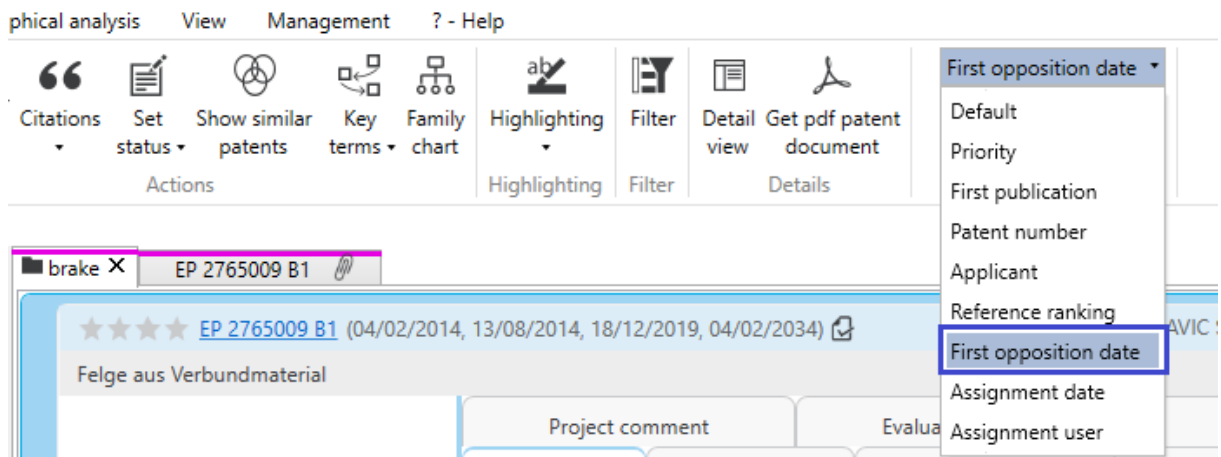 phical analysis View Management ? - Help
Citations Set status Show similar patents Key terms Family chart Highlighting Filter Detail view Get pdf patent document
Actions Highlighting Filter Details
First opposition date
Default
Priority
First publication
Patent number
Applicant
Reference ranking
First opposition date
Assignment date
Assignment user
brake EP 2765009 B1
EP 2765009 B1 (04/02/2014, 13/08/2014, 18/12/2019, 04/02/2034) AVIC
Felge aus Verbundmaterial
Project comment Evalua